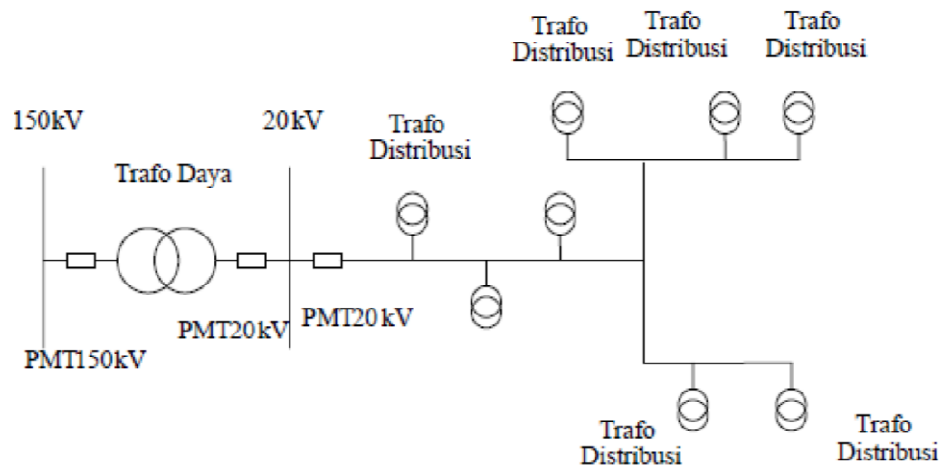 Trafo
Distribusi
Trafo
Distribusi
Trafo
Distribusi
150kV
20kV
Trafo
Distribusi
Trafo Daya
PMT20kV
PMT20kV
PMT150kV
Trafo
Distribusi
Trafo
Distribusi